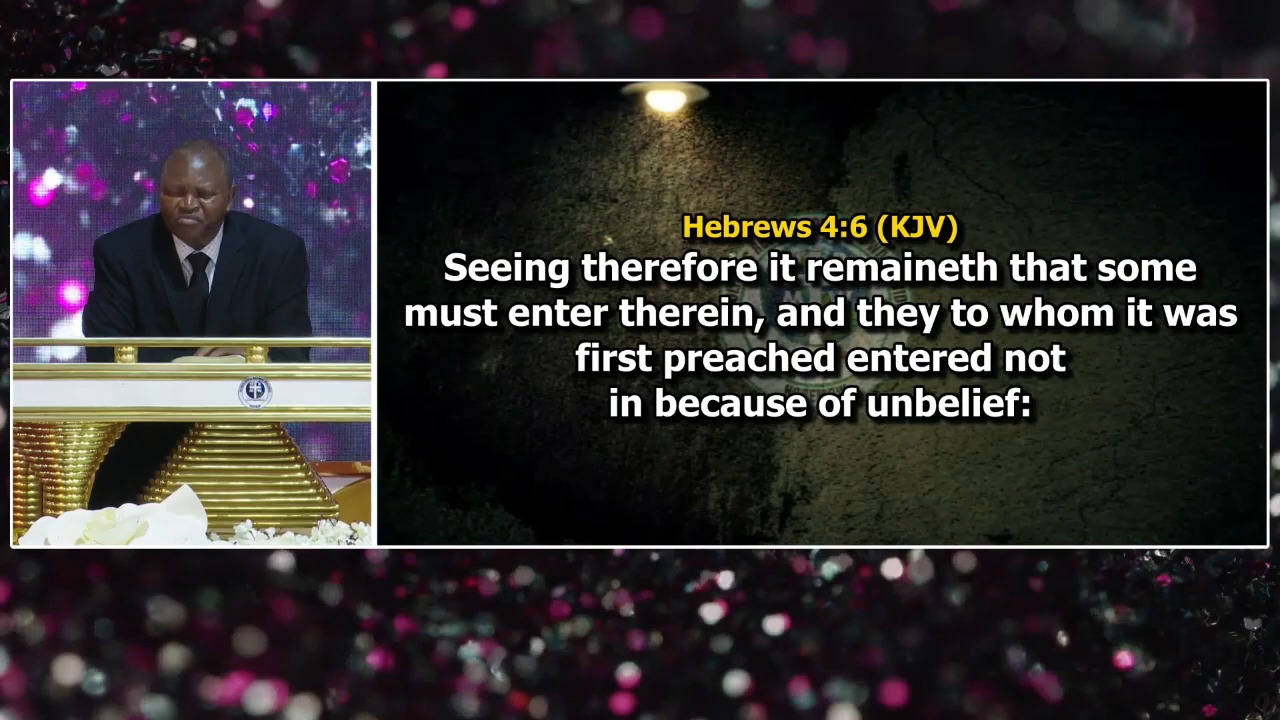 Hebrews 4:6 (KJV)
Seeing therefore it remaineth that some
must enter therein, and they to whom it was
first preached entered not
in because of unbelief: